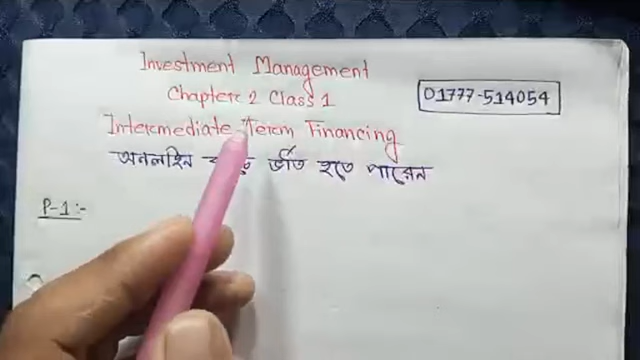 Investment Management
Chapter 2 Class 1
01777-514054
Intermediate Term Financing
অনলাইন ভর্তি হতে পারেন
P-1:-